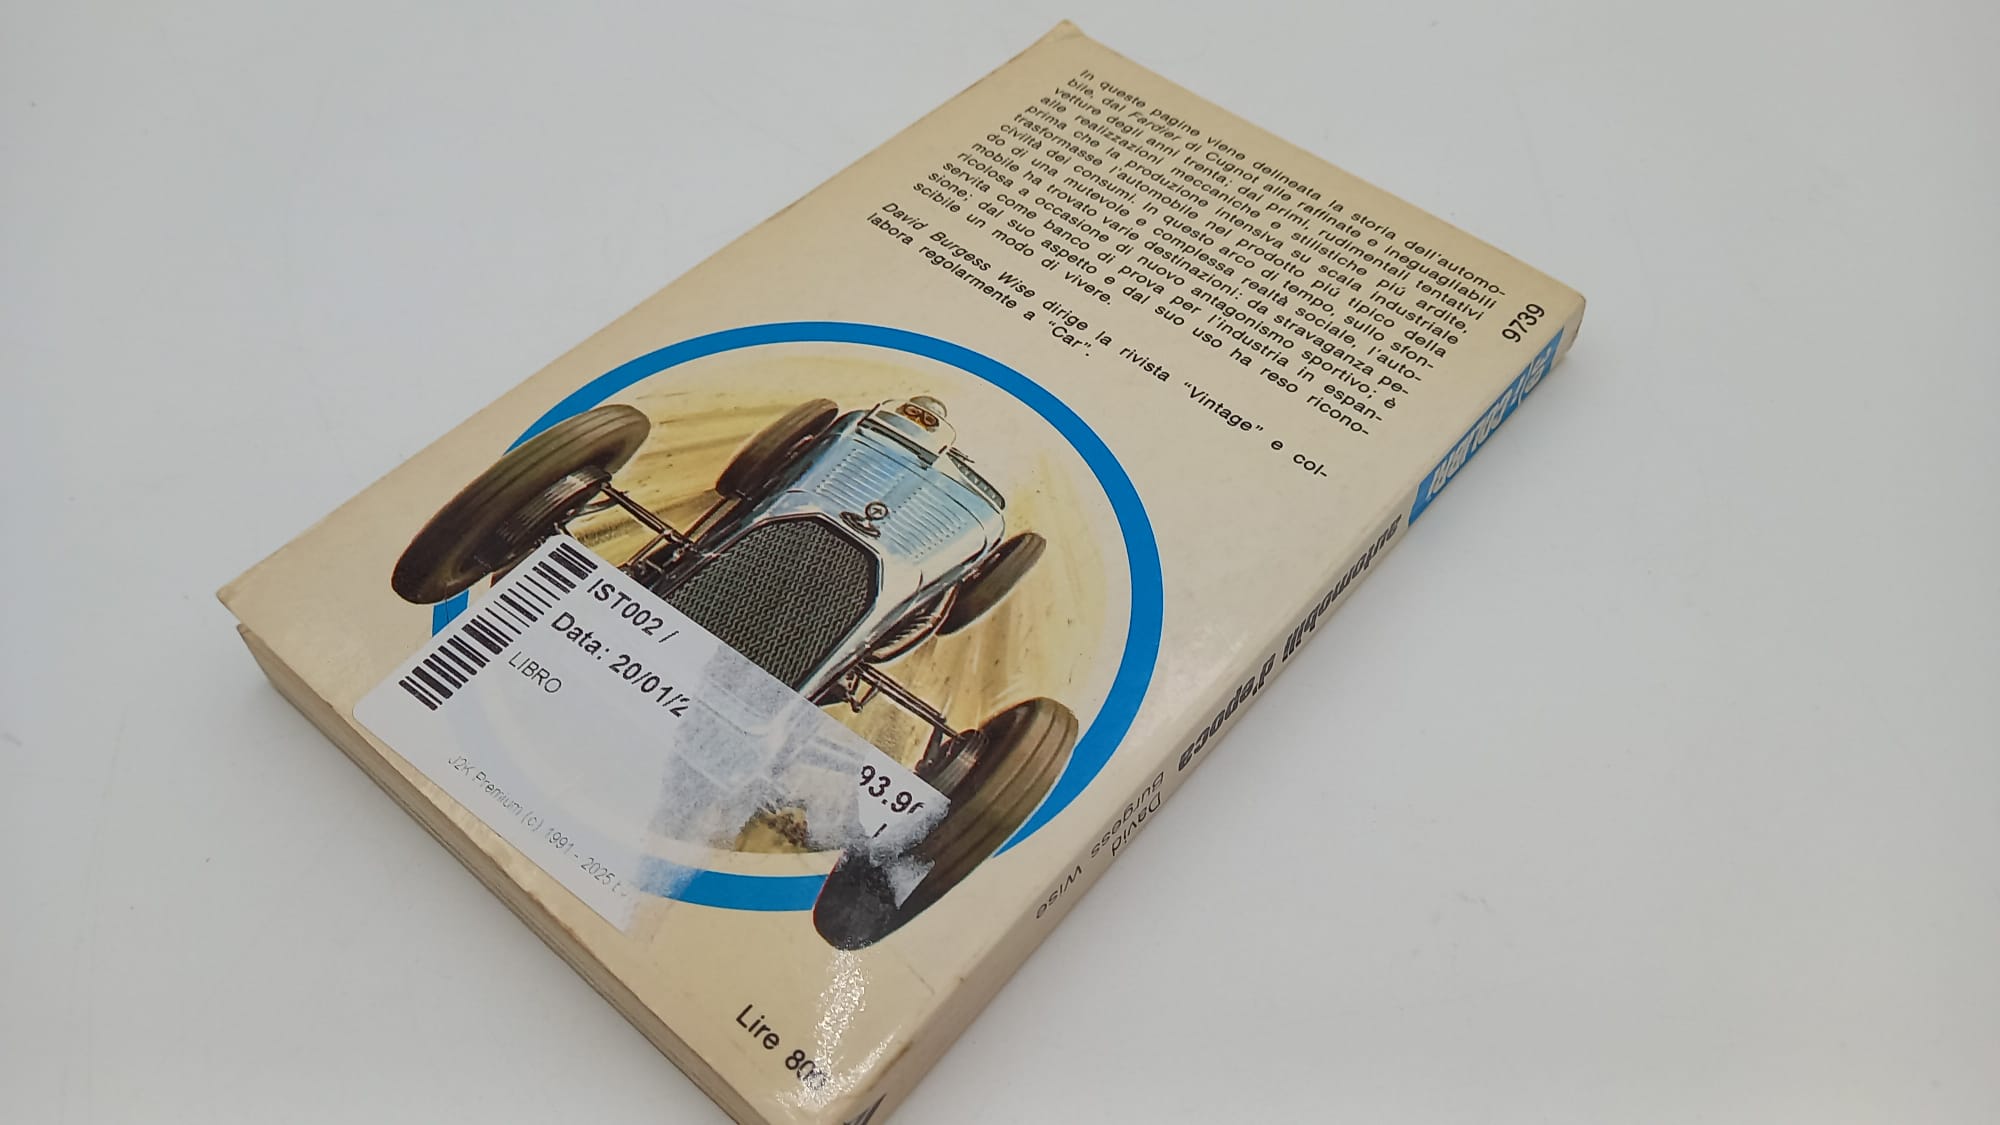 In queste pagine viene delineata la storia dell'automo-
bile, dal Fardier di Cugnot alle raffinate e ineguagliabili
vetture degli anni trenta; dai primi, rudimentali tentativi
alle realizzazioni meccaniche e stilistiche piú ardite,
prima che la produzione intensiva su scala industriale
trasformasse l'automobile nel prodotto piú tipico della
civiltà dei consumi. In questo arco di tempo, sullo sfon-
do di una mutevole e complessa realtà sociale, l'auto-
mobile ha trovato varie destinazioni: da stravaganza pe-
ricolosa a occasione di nuovo antagonismo sportivo; è
servita come banco di prova per l'industria in espan-
sione; dal suo aspetto e dal suo uso ha reso ricono-
scibile un modo di vivere.
David Burgess Wise dirige la rivista "Vintage" e col-
labora regolarmente a "Car".
9739
IST002 /
Data: 20/01/2
LIBRO
93.9
J2K Premium (c) 1991 - 2025
Lire 800
automobili d'epoca
David
Burgess Wise